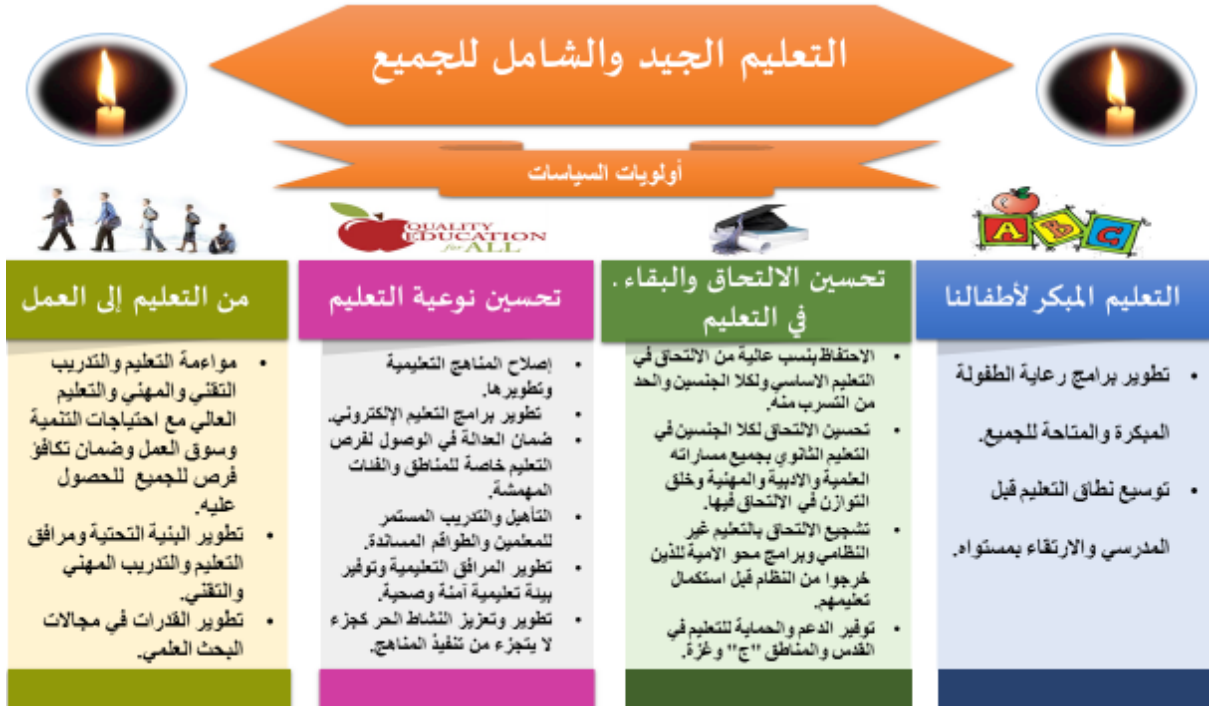 التعليم الجيد والشامل للجميع
أولويات السياسات
QUALITY
EDUCATION
for ALL
A B C
التعليم المبكر لأطفالنا
• تطوير برامج رعاية الطفولة
المبكرة والمتاحة للجميع.
• توسيع نطاق التعليم قبل
المدرسي والارتقاء بمستواه.
تحسين الالتحاق والبقاء .
في التعليم
• الاحتفاظ بنسب عالية من الالتحاق في
التعليم الاساسي ولكلا الجنسين والحد
من التسرب منه.
• تحسين الالتحاق لكلا الجنسين في
التعليم الثانوي بجميع مساراته
العلمية والادبية والمهنية وخلق
التوازن في الالتحاق فيها.
• تشجيع الالتحاق بالتعليم غير
النظامي وبرامج محو الامية للذين
خرجوا من النظام قبل استكمال
تعليمهم.
• توفير الدعم والحماية للتعليم في
القدس والمناطق "ج" وغزة.
تحسين نوعية التعليم
• إصلاح المناهج التعليمية
وتطويرها.
• تطوير برامج التعليم الإلكتروني.
• ضمان العدالة في الوصول لفرص
التعليم خاصة للمناطق والفئات
المهمشة.
• التأهيل والتدريب المستمر
للمعلمين والطواقم المساندة.
• تطوير المرافق التعليمية وتوفير
بيئة تعليمية آمنة وصحية.
• تطوير وتعزيز النشاط الحر كجزء
لا يتجزء من تنفيذ المناهج.
من التعليم إلى العمل
• مواءمة التعليم والتدريب
التقني والمهني والتعليم
العالي مع احتياجات التنمية
وسوق العمل وضمان تكافؤ
فرص للجميع للحصول
عليه.
• تطوير البنية التحتية ومرافق
التعليم والتدريب المهني
والتقني.
• تطوير القدرات في مجالات
البحث العلمي.